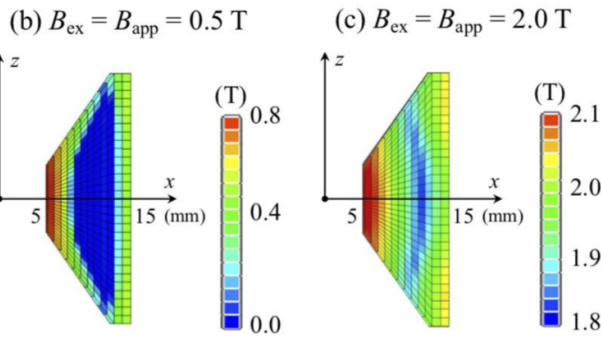 (b) Bex = Bapp = 0.5 T
(c) Bex = Bapp = 2.0 T
z
(T)
0.8
x
5
15 (mm)
0.4
0.0
z
(T)
2.1
x
2.0
5
15 (mm)
1.9
1.8